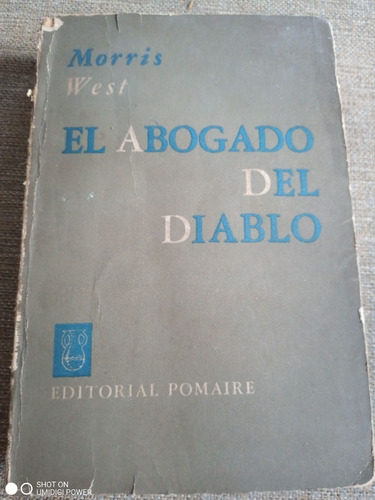 Morris
West
EL ABOGADO
DEL
DIABLO
EDITORIAL POMAIRE
SHOT ON
UMIDIGI POWER